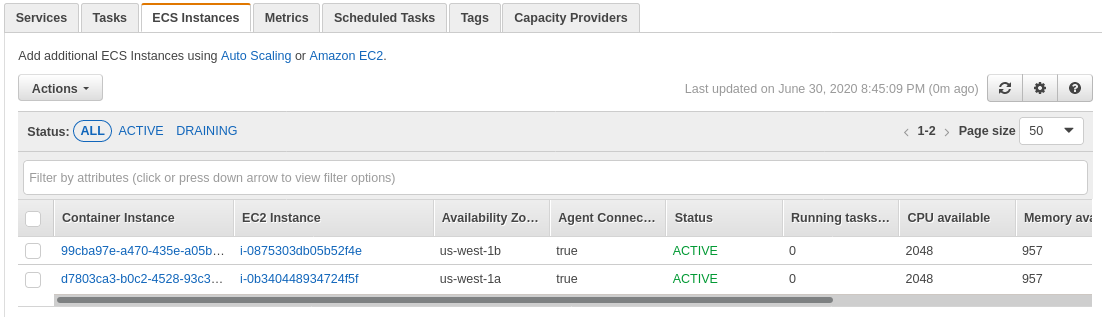 Services Tasks ECS Instances Metrics Scheduled Tasks Tags Capacity Providers
Add additional ECS Instances using Auto Scaling or Amazon EC2.
Actions Last updated on June 30, 2020 8:45:09 PM (0m ago)
Status: ALL ACTIVE DRAINING 1-2 Page size 50
Filter by attributes (click or press down arrow to view filter options)
Container Instance EC2 Instance Availability Zo... Agent Connec... Status Running tasks... CPU available Memory ava
99cba97e-a470-435e-a05b... i-0875303db05b52f4e us-west-1b true ACTIVE 0 2048 957
d7803ca3-b0c2-4528-93c3... i-0b340448934724f5f us-west-1a true ACTIVE 0 2048 957